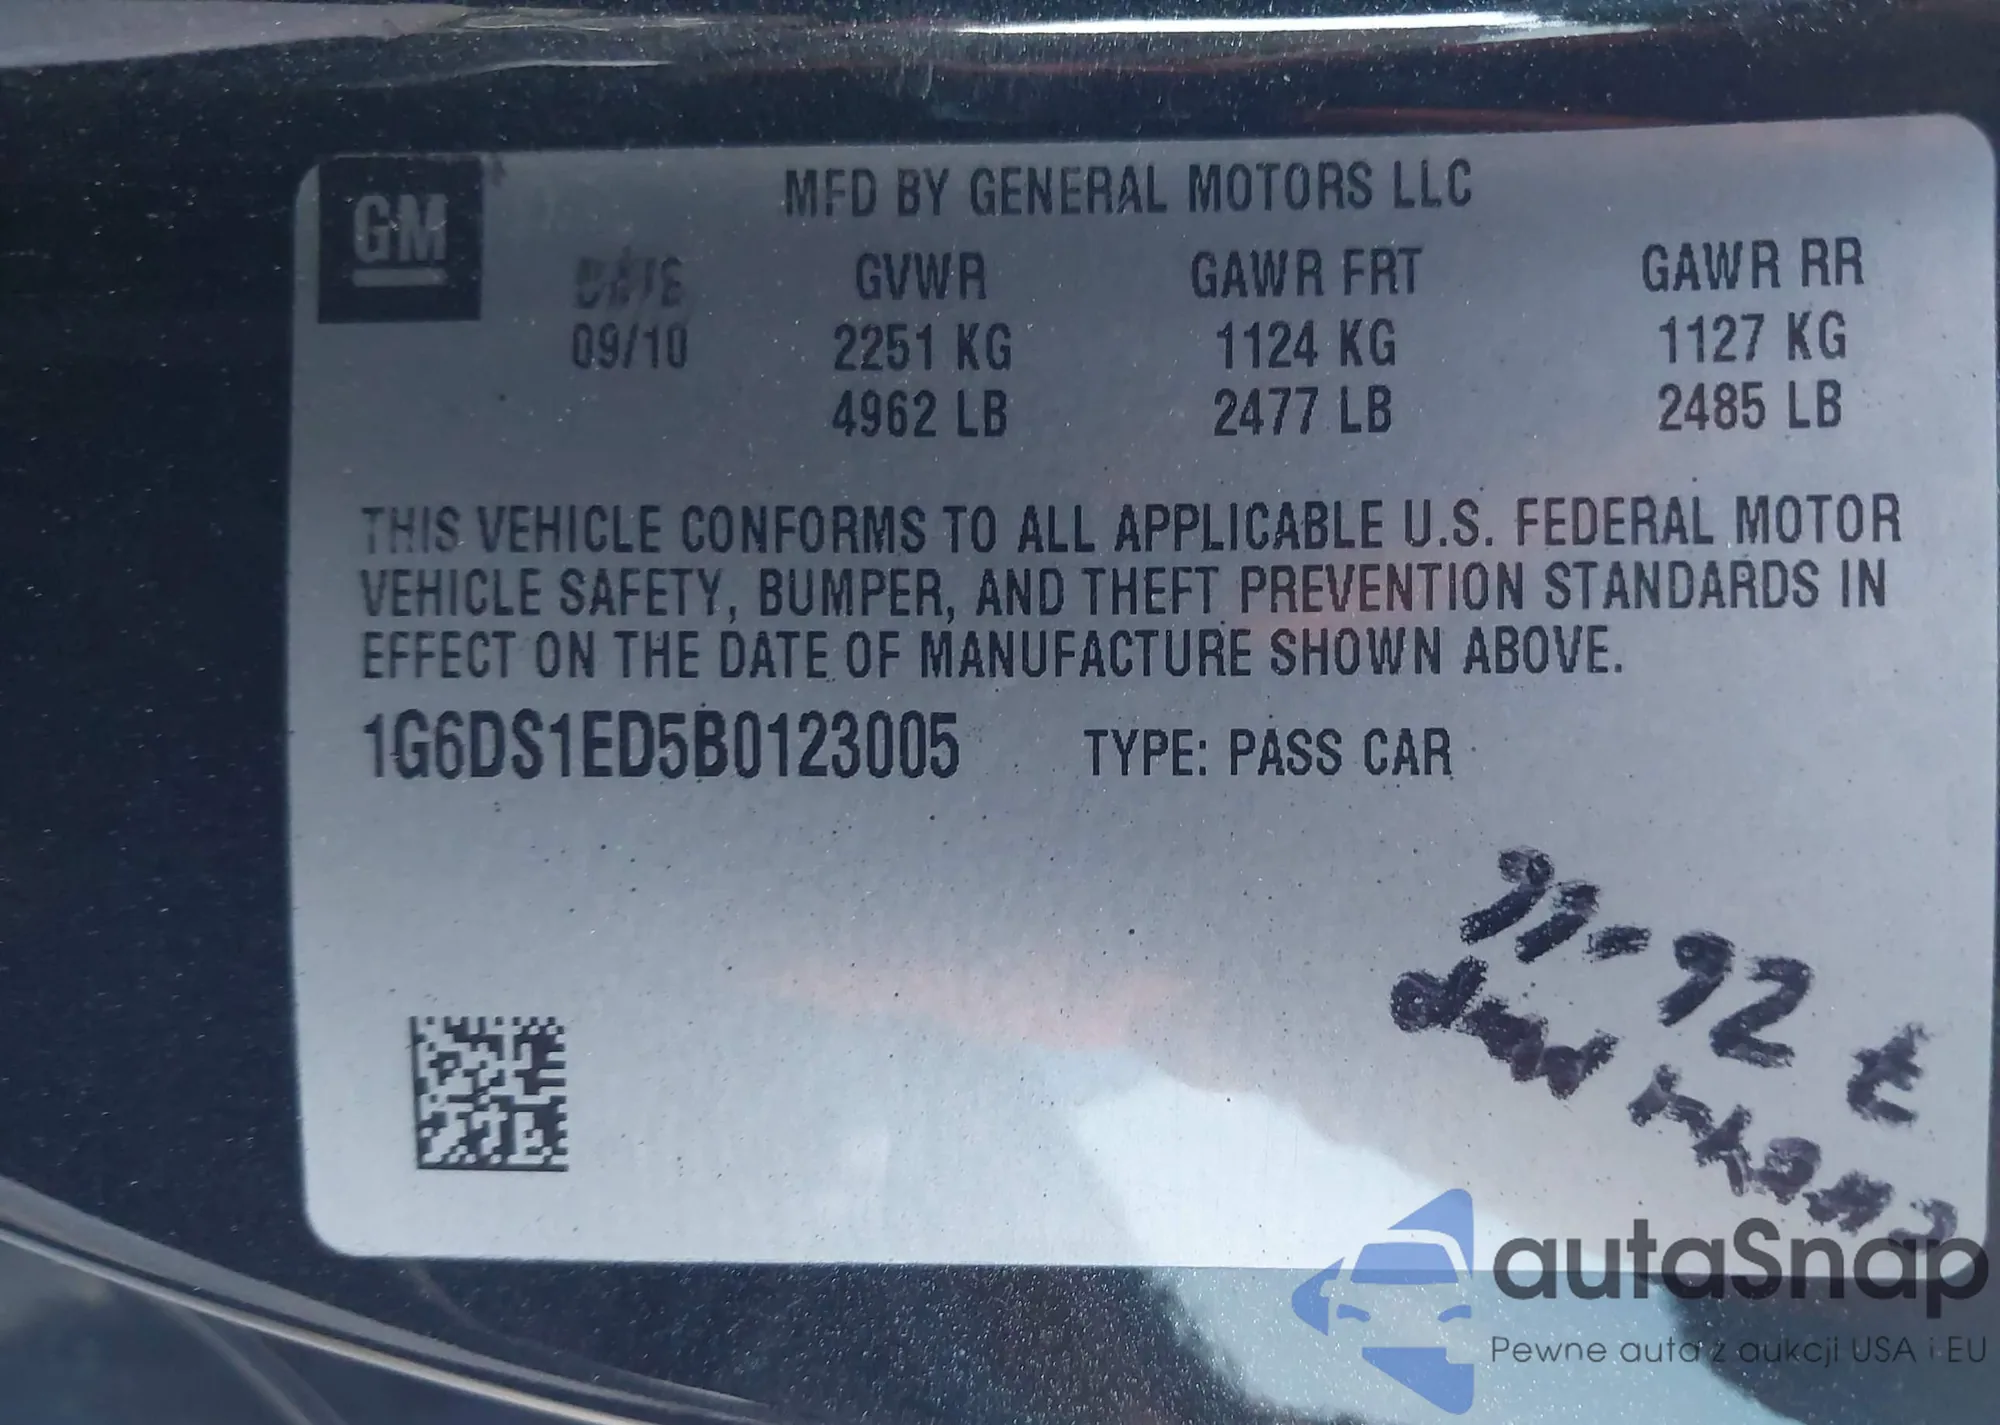 GM
MFD BY GENERAL MOTORS LLC
DATE GVWR GAWR FRT GAWR RR
09/10 2251 KG 1124 KG 1127 KG
4962 LB 2477 LB 2485 LB
THIS VEHICLE CONFORMS TO ALL APPLICABLE U.S. FEDERAL MOTOR
VEHICLE SAFETY, BUMPER, AND THEFT PREVENTION STANDARDS IN
EFFECT ON THE DATE OF MANUFACTURE SHOWN ABOVE.
1G6DS1ED5B0123005 TYPE: PASS CAR
autaSnap
Pewne auta z aukcji USA i EU